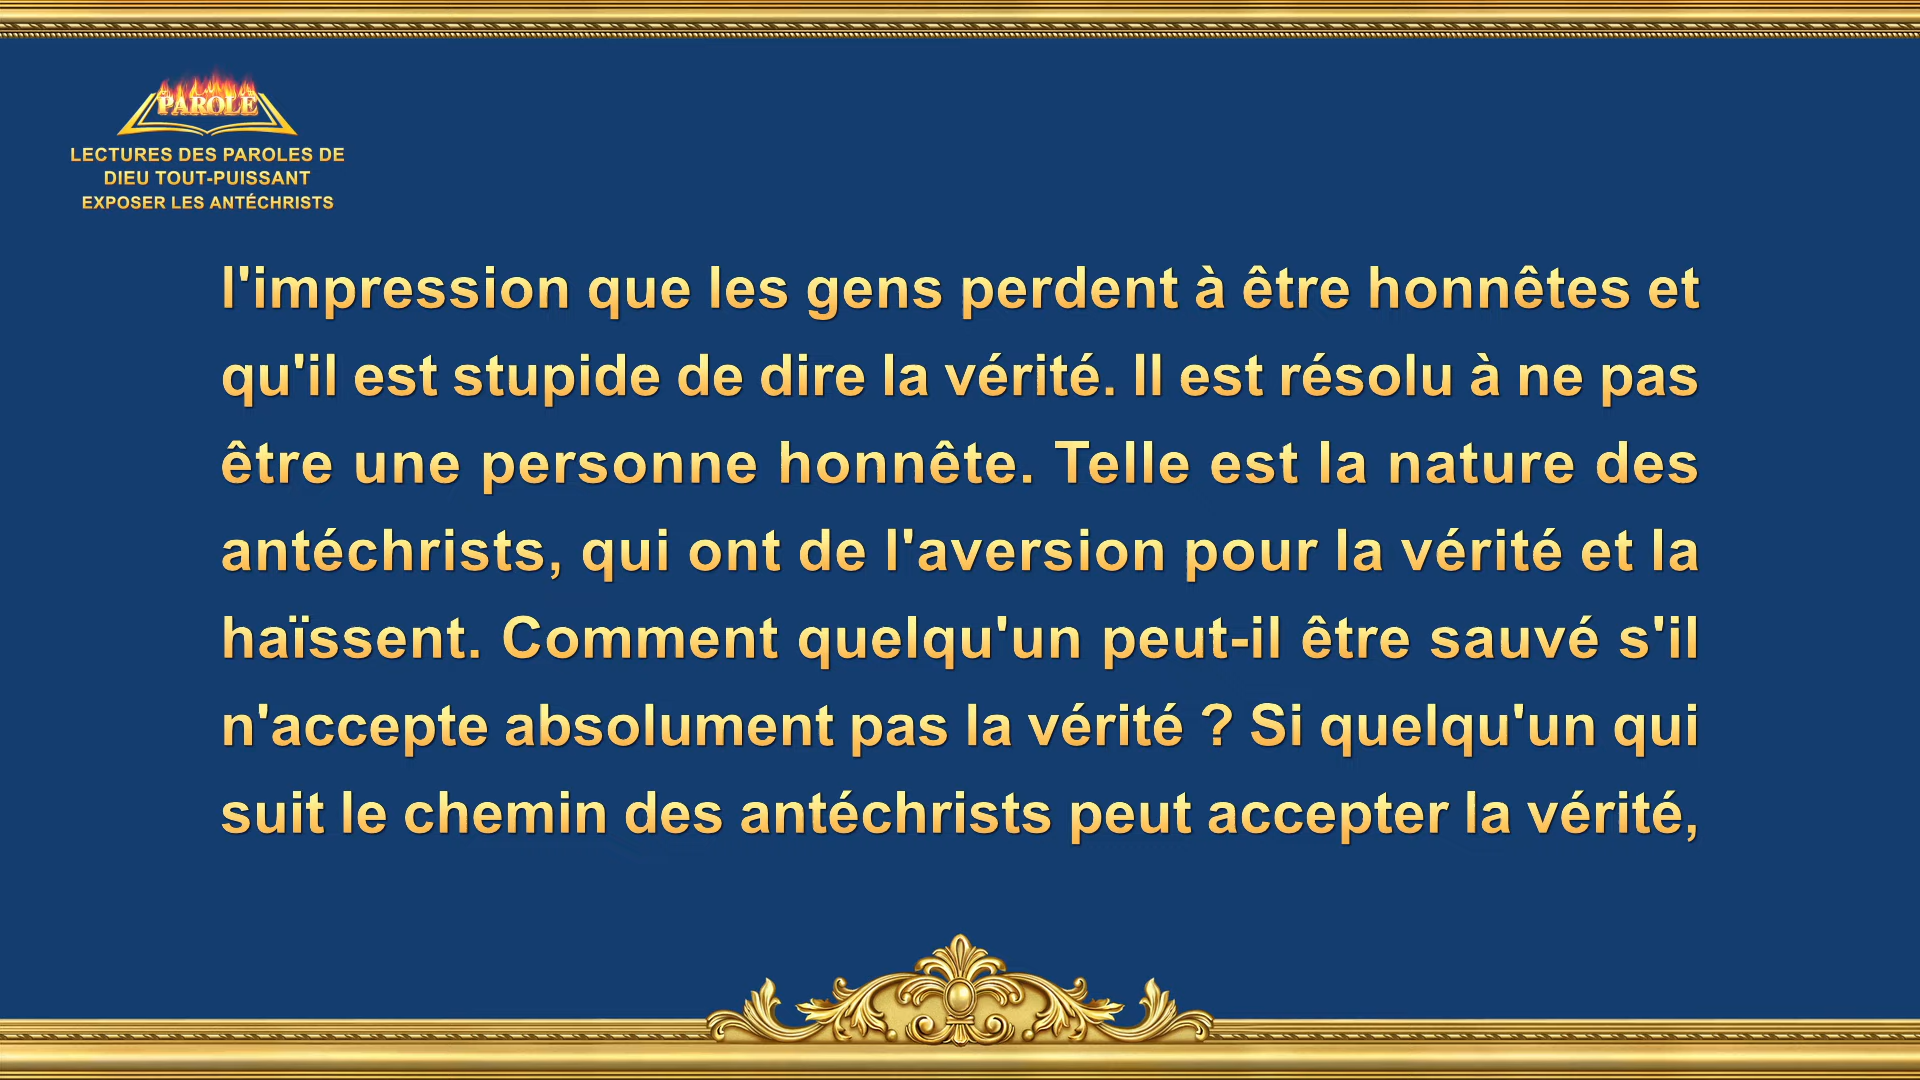 PAROLE
LECTURES DES PAROLES DE
DIEU TOUT-PUISSANT
EXPOSER LES ANTÉCHRISTS
l'impression que les gens perdent à être honnêtes et
qu'il est stupide de dire la vérité. Il est résolu à ne pas
être une personne honnête. Telle est la nature des
antéchrists, qui ont de l'aversion pour la vérité et la
haïssent. Comment quelqu'un peut-il être sauvé s'il
n'accepte absolument pas la vérité ? Si quelqu'un qui
suit le chemin des antéchrists peut accepter la vérité,